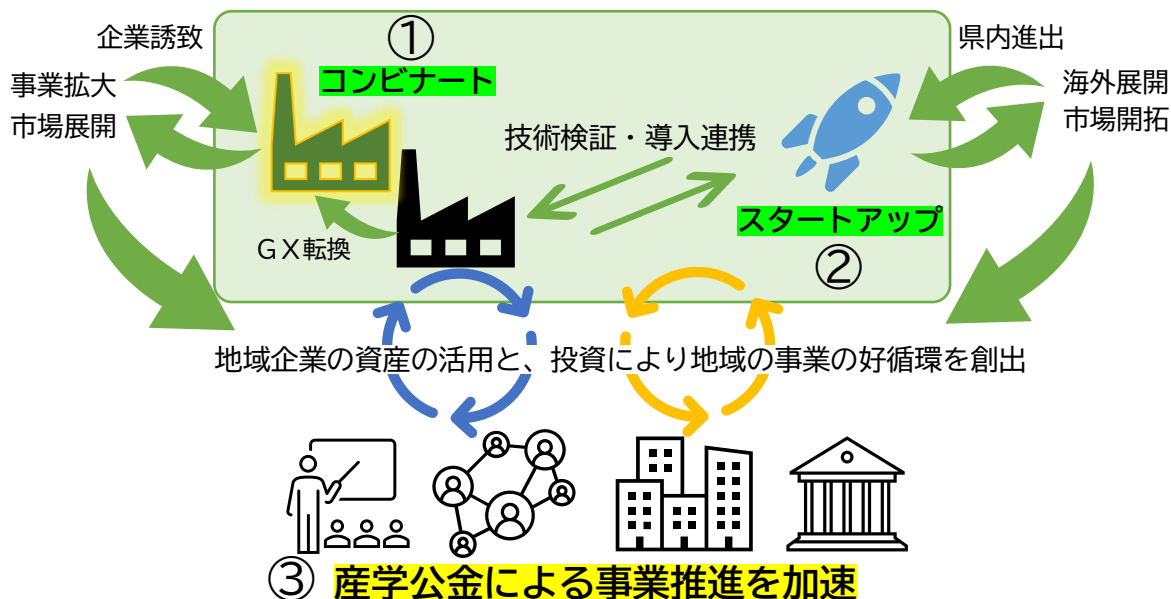 企業誘致
①
コンビナート
県内進出
事業拡大
市場展開
海外展開
市場開拓
技術検証・導入連携
スタートアップ
②
GX転換
地域企業の資産の活用と、投資により地域の事業の好循環を創出
③ 産学公金による事業推進を加速